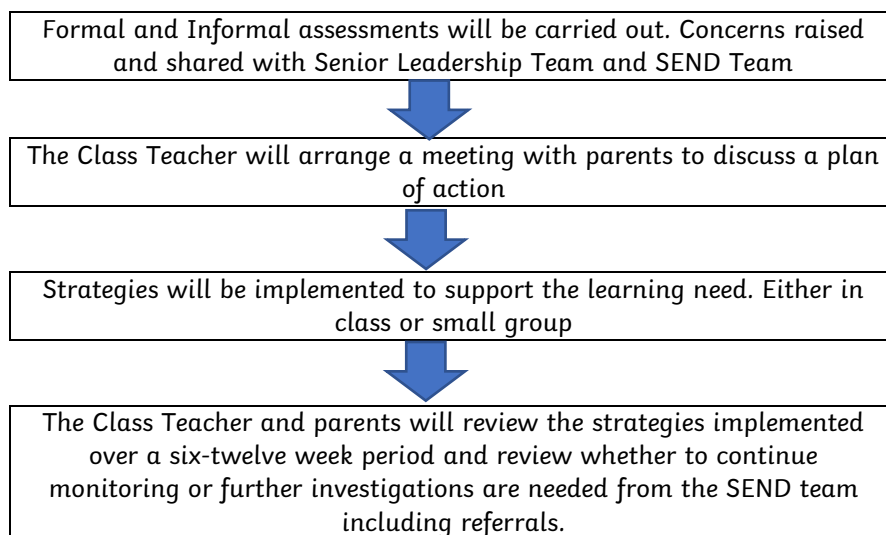 Formal and Informal assessments will be carried out. Concerns raised
and shared with Senior Leadership Team and SEND Team
The Class Teacher will arrange a meeting with parents to discuss a plan
of action
Strategies will be implemented to support the learning need. Either in
class or small group
The Class Teacher and parents will review the strategies implemented
over a six-twelve week period and review whether to continue
monitoring or further investigations are needed from the SEND team
including referrals.